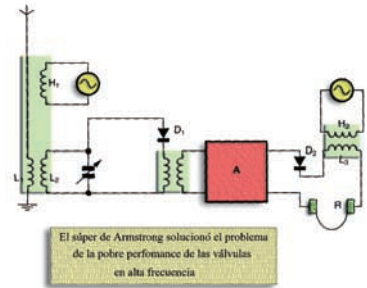 H₁
D₁
L₁
L₂
A
D₂
H₂
L₃
R
El súper de Armstrong solucionó el problema
de la pobre perfomance de las válvulas
en alta frecuencia